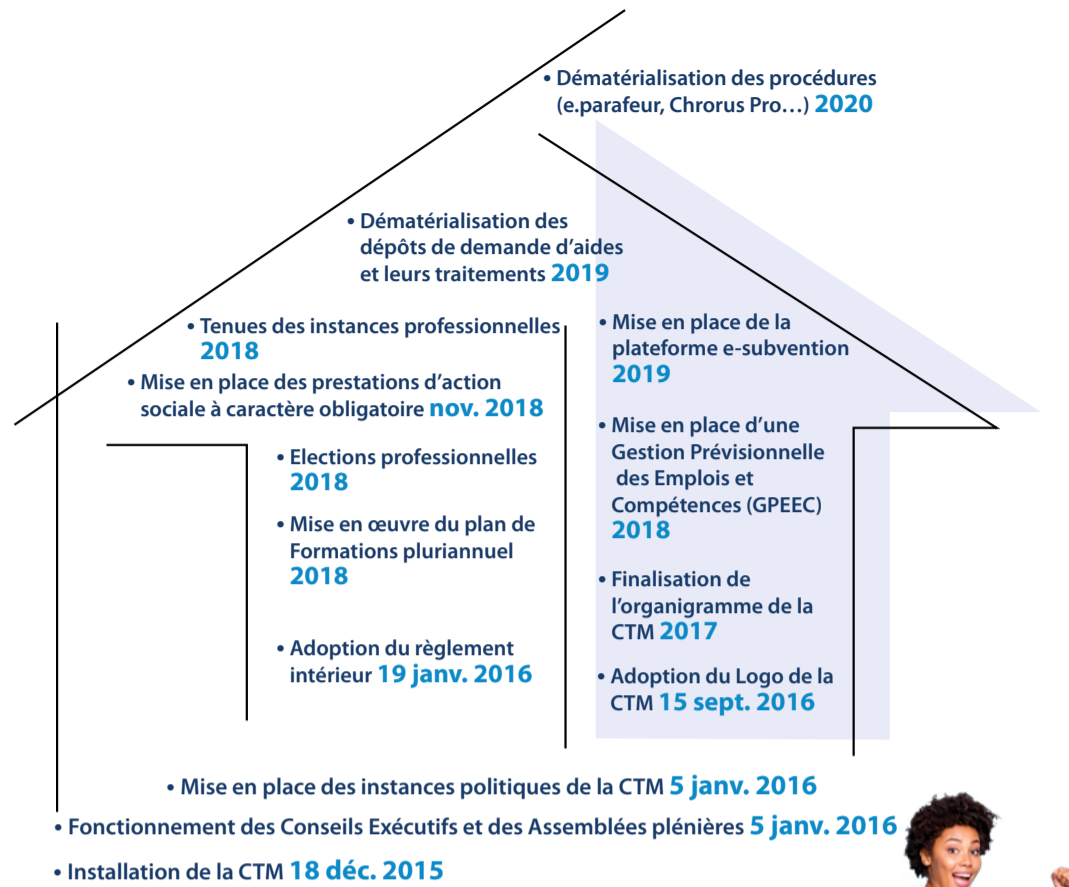 • Dématérialisation des procédures
(e.parafeur, Chrorus Pro…) 2020
• Dématérialisation des
dépôts de demande d’aides
et leurs traitements 2019
• Tenues des instances professionnelles
2018
• Mise en place des prestations d’action
sociale à caractère obligatoire nov. 2018
• Elections professionnelles
2018
• Mise en œuvre du plan de
Formations pluriannuel
2018
• Adoption du règlement
intérieur 19 janv. 2016
• Mise en place de la
plateforme e-subvention
2019
• Mise en place d’une
Gestion Prévisionnelle
des Emplois et
Compétences (GPEEC)
2018
• Finalisation de
l’organigramme de la
CTM 2017
• Adoption du Logo de la
CTM 15 sept. 2016
• Mise en place des instances politiques de la CTM 5 janv. 2016
• Fonctionnement des Conseils Exécutifs et des Assemblées plénières 5 janv. 2016
• Installation de la CTM 18 déc. 2015